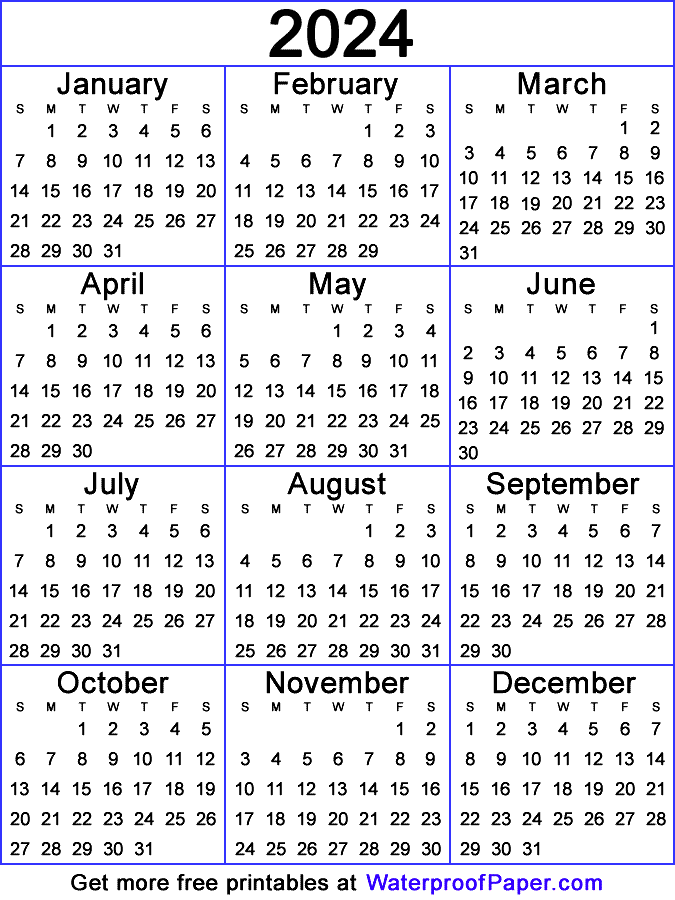 2024
January February March
S M T W T F S S M T W T F S S M T W T F S
1 2 3 4 5 6 1 2 3 1 2
7 8 9 10 11 12 13 4 5 6 7 8 9 10 3 4 5 6 7 8 9
14 15 16 17 18 19 20 11 12 13 14 15 16 17 10 11 12 13 14 15 16
21 22 23 24 25 26 27 18 19 20 21 22 23 24 17 18 19 20 21 22 23
28 29 30 31 25 26 27 28 29 24 25 26 27 28 29 30
31
April May June
S M T W T F S S M T W T F S S M T W T F S
1 2 3 4 5 6 1 2 3 4 1
7 8 9 10 11 12 13 5 6 7 8 9 10 11 2 3 4 5 6 7 8
14 15 16 17 18 19 20 12 13 14 15 16 17 18 9 10 11 12 13 14 15
21 22 23 24 25 26 27 19 20 21 22 23 24 25 16 17 18 19 20 21 22
28 29 30 26 27 28 29 30 31 23 24 25 26 27 28 29
30
July August September
S M T W T F S S M T W T F S S M T W T F S
1 2 3 4 5 6 1 2 3 1 2 3 4 5 6 7
7 8 9 10 11 12 13 4 5 6 7 8 9 10 8 9 10 11 12 13 14
14 15 16 17 18 19 20 11 12 13 14 15 16 17 15 16 17 18 19 20 21
21 22 23 24 25 26 27 18 19 20 21 22 23 24 22 23 24 25 26 27 28
28 29 30 31 25 26 27 28 29 30 31 29 30
October November December
S M T W T F S S M T W T F S S M T W T F S
1 2 3 4 5 1 2 1 2 3 4 5 6 7
6 7 8 9 10 11 12 3 4 5 6 7 8 9 8 9 10 11 12 13 14
13 14 15 16 17 18 19 10 11 12 13 14 15 16 15 16 17 18 19 20 21
20 21 22 23 24 25 26 17 18 19 20 21 22 23 22 23 24 25 26 27 28
27 28 29 30 31 24 25 26 27 28 29 30 29 30 31
Get more free printables at WaterproofPaper.com